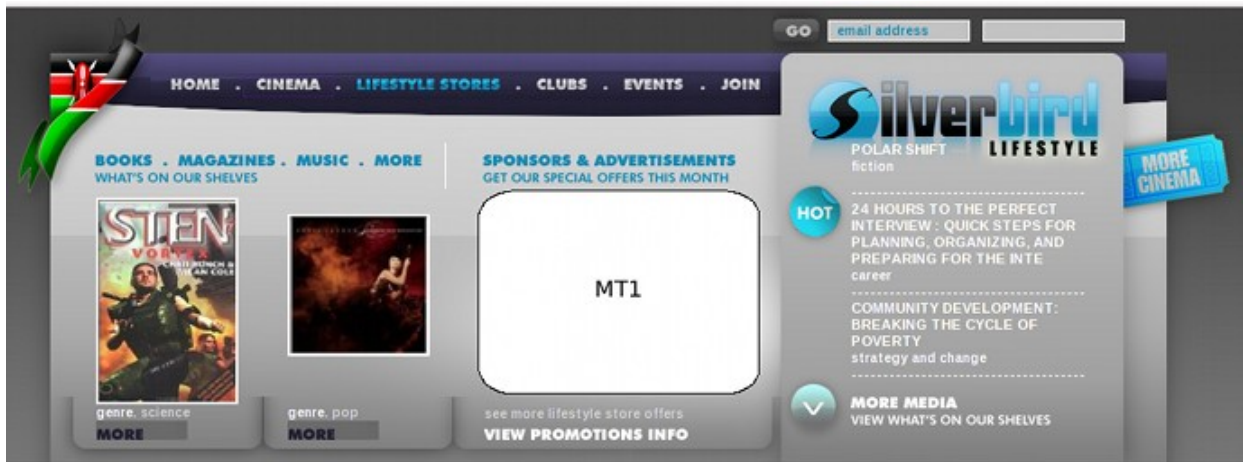 GO email address
HOME . CINEMA . LIFESTYLE STORES . CLUBS . EVENTS . JOIN
Silverbird
LIFESTYLE
BOOKS . MAGAZINES . MUSIC . MORE
WHAT'S ON OUR SHELVES
STEN
VORTEX
genre. science
MORE
genre. pop
MORE
SPONSORS & ADVERTISEMENTS
GET OUR SPECIAL OFFERS THIS MONTH
MT1
see more lifestyle store offers
VIEW PROMOTIONS INFO
POLAR SHIFT
fiction
HOT
24 HOURS TO THE PERFECT
INTERVIEW : QUICK STEPS FOR
PLANNING, ORGANIZING, AND
PREPARING FOR THE INTE
career
COMMUNITY DEVELOPMENT:
BREAKING THE CYCLE OF
POVERTY
strategy and change
MORE MEDIA
VIEW WHAT'S ON OUR SHELVES
MORE
CINEMA